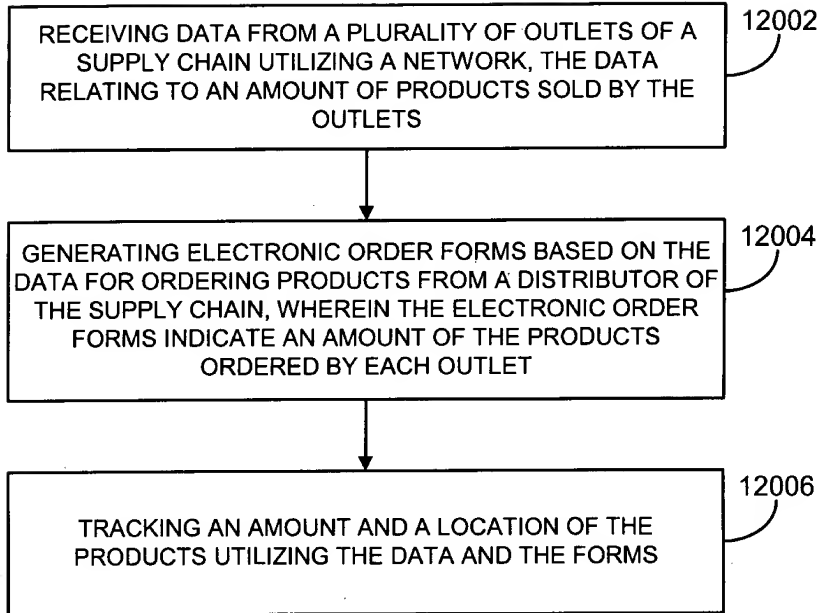 RECEIVING DATA FROM A PLURALITY OF OUTLETS OF A
SUPPLY CHAIN UTILIZING A NETWORK, THE DATA
RELATING TO AN AMOUNT OF PRODUCTS SOLD BY THE
OUTLETS
12002
GENERATING ELECTRONIC ORDER FORMS BASED ON THE
DATA FOR ORDERING PRODUCTS FROM A DISTRIBUTOR OF
THE SUPPLY CHAIN, WHEREIN THE ELECTRONIC ORDER
FORMS INDICATE AN AMOUNT OF THE PRODUCTS
ORDERED BY EACH OUTLET
12004
TRACKING AN AMOUNT AND A LOCATION OF THE
PRODUCTS UTILIZING THE DATA AND THE FORMS
12006